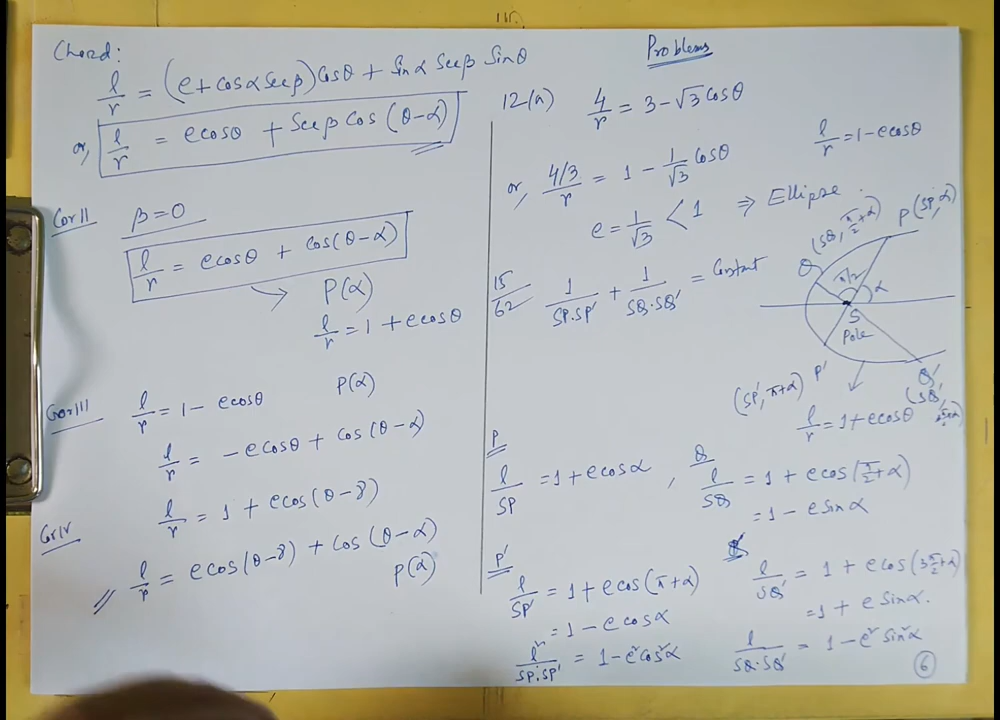 Chord:
l/r = (e + cosα secβ) cosθ + sinα secβ sinθ
or, l/r = e cosθ + secβ cos(θ-α)
Cor II β = 0
l/r = e cosθ + cos(θ-α)
→ P(α)
l/r = 1 + e cosθ
Cor III l/r = 1 - e cosθ P(α)
l/r = -e cosθ + cos(θ-α)
Cor IV l/r = 1 + e cos(θ-γ)
l/r = e cos(θ-γ) + cos(θ-α)
P(α)
Problems
12(a) 4/r = 3 - √3 cosθ
l/r = 1 - e cosθ
or, (4/3)/r = 1 - 1/√3 cosθ
e = 1/√3 < 1 ⇒ Ellipse.
15/62 1/SP.SP' + 1/SQ.SQ' = Constant
P(SP, α)
(SQ, π/2+α)
Q
π/2
α
S
Pole
P'
(SP', π+α)
Q'
(SQ', 3π/2+α)
l/r = 1 + e cosθ
P
l/SP = 1 + e cosα ,
Q
l/SQ = 1 + e cos(π/2+α)
= 1 - e sinα
P'
l/SP' = 1 + e cos(π+α)
= 1 - e cosα
l²/SP.SP' = 1 - e²cos²α
l/SQ' = 1 + e cos(3π/2+α)
= 1 + e sinα.
l/SQ.SQ' = 1 - e² sin²α
6